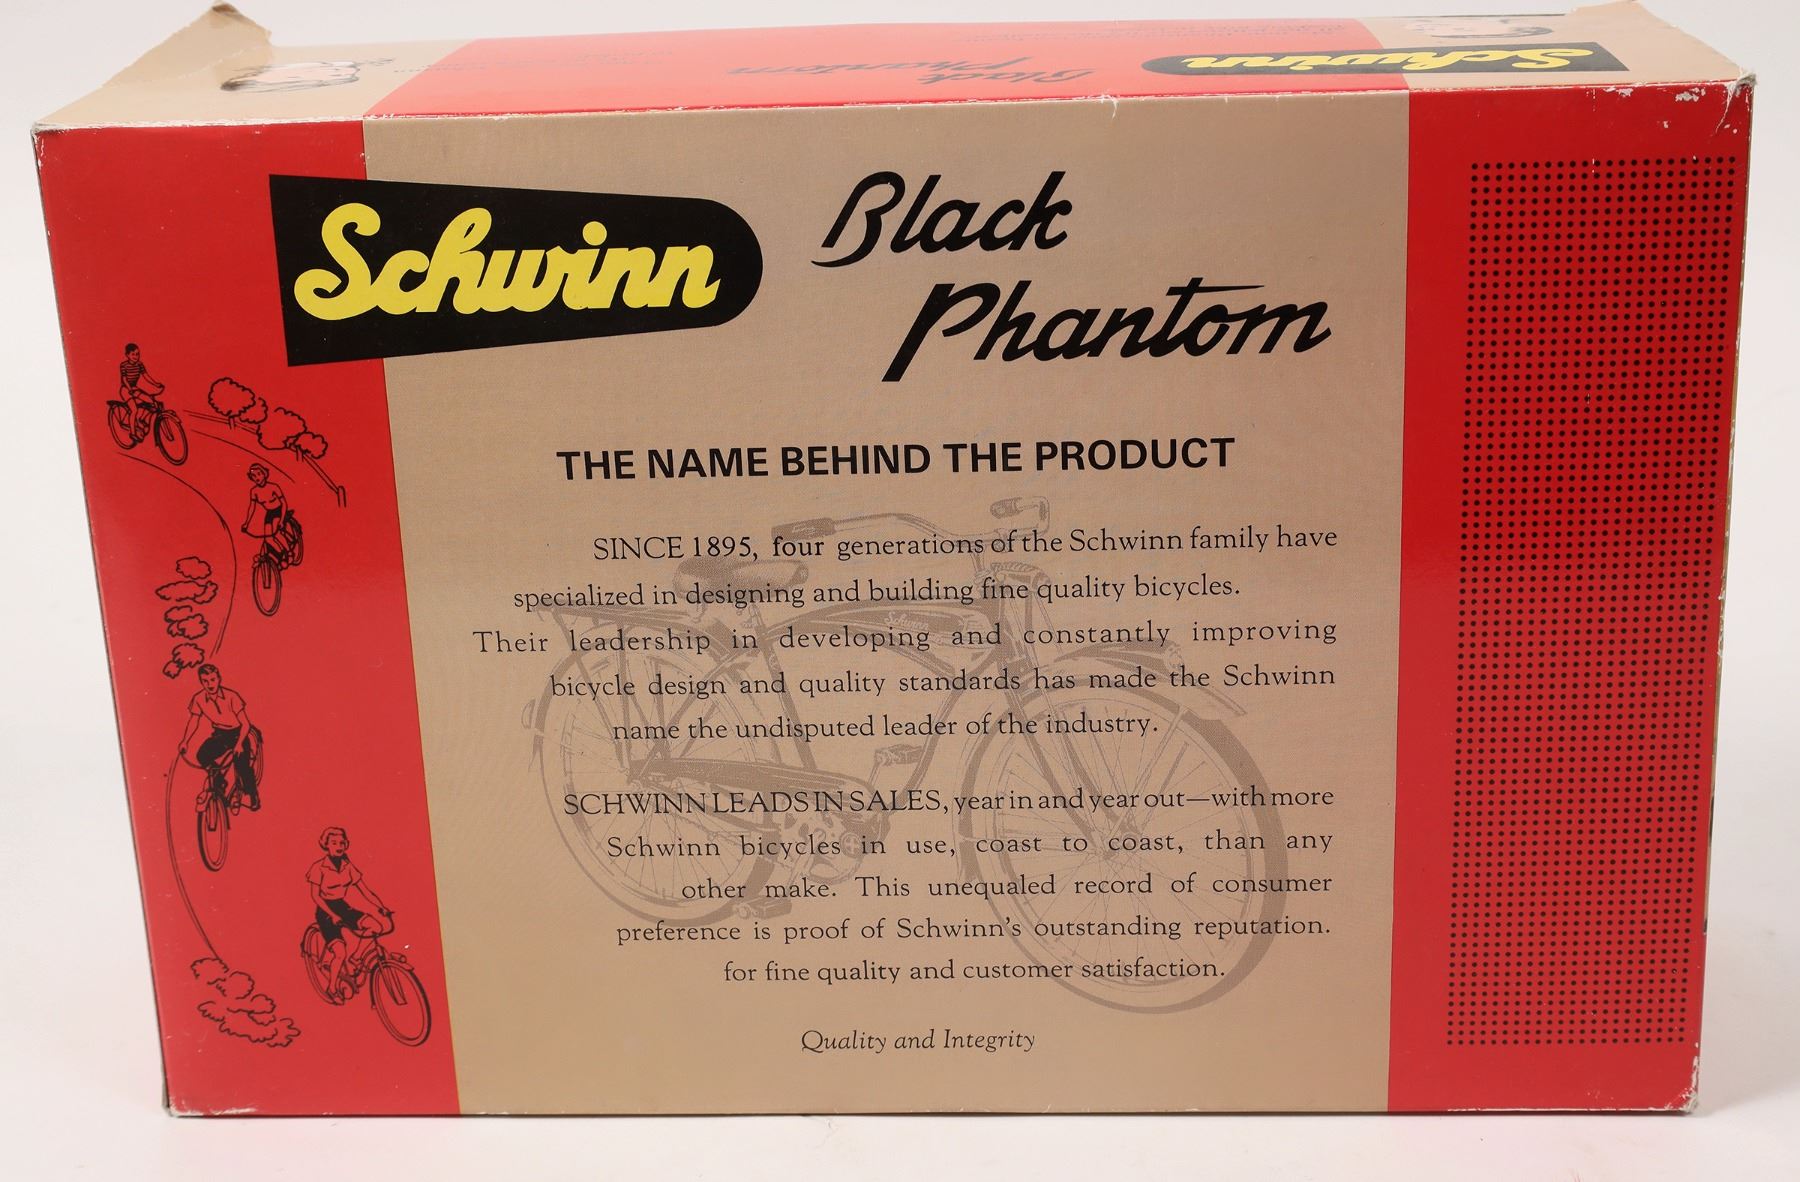 Schwinn
Black Phantom
Schwinn
Black
Phantom
THE NAME BEHIND THE PRODUCT
SINCE 1895, four generations of the Schwinn family have
specialized in designing and building fine quality bicycles.
Their leadership in developing and constantly improving
bicycle design and quality standards has made the Schwinn
name the undisputed leader of the industry.
SCHWINN LEADS IN SALES, year in and year out—with more
Schwinn bicycles in use, coast to coast, than any
other make. This unequaled record of consumer
preference is proof of Schwinn's outstanding reputation.
for fine quality and customer satisfaction.
Quality and Integrity